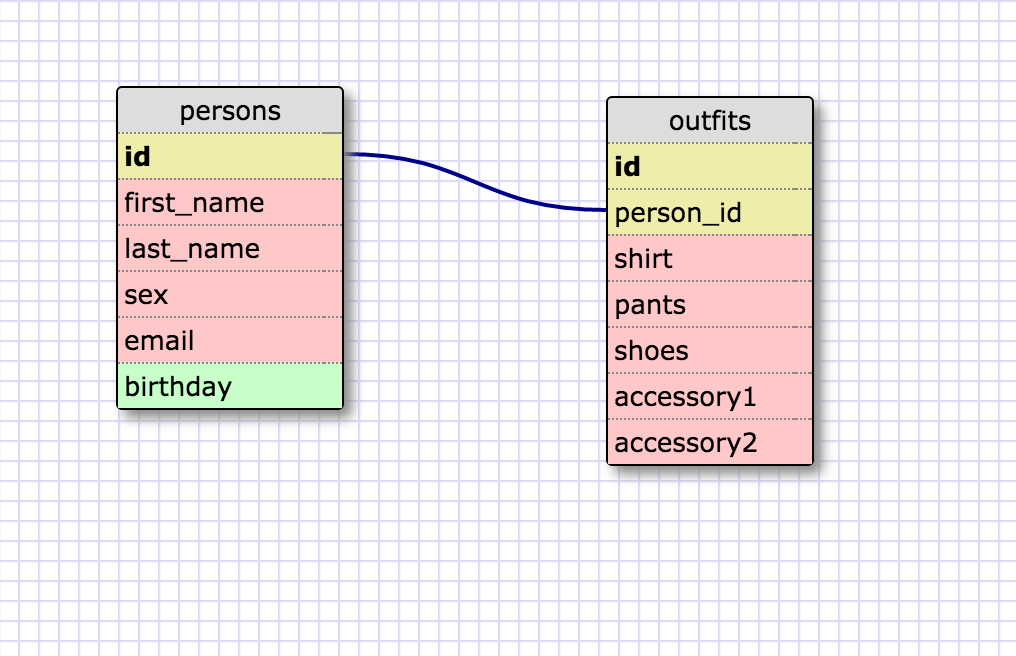 persons
id
first_name
last_name
sex
email
birthday
outfits
id
person_id
shirt
pants
shoes
accessory1
accessory2